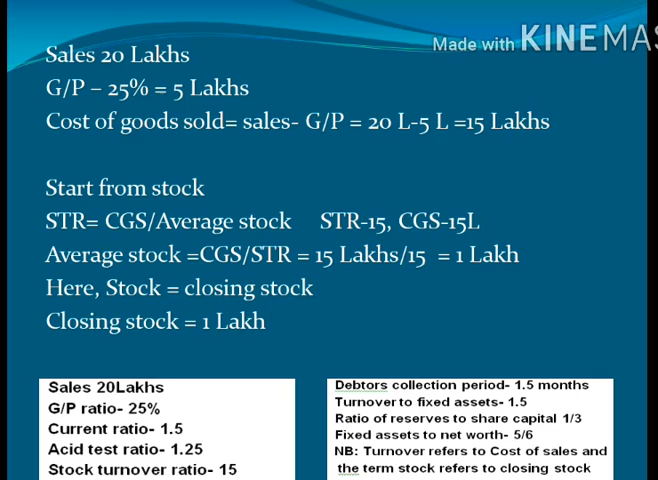 Made with KINEMAS
Sales 20 Lakhs
G/P – 25% = 5 Lakhs
Cost of goods sold= sales- G/P = 20 L-5 L =15 Lakhs
Start from stock
STR= CGS/Average stock STR-15, CGS-15L
Average stock =CGS/STR = 15 Lakhs/15 = 1 Lakh
Here, Stock = closing stock
Closing stock = 1 Lakh
Sales 20Lakhs
G/P ratio- 25%
Current ratio- 1.5
Acid test ratio- 1.25
Stock turnover ratio- 15
Debtors collection period- 1.5 months
Turnover to fixed assets- 1.5
Ratio of reserves to share capital 1/3
Fixed assets to net worth- 5/6
NB: Turnover refers to Cost of sales and
the term stock refers to closing stock